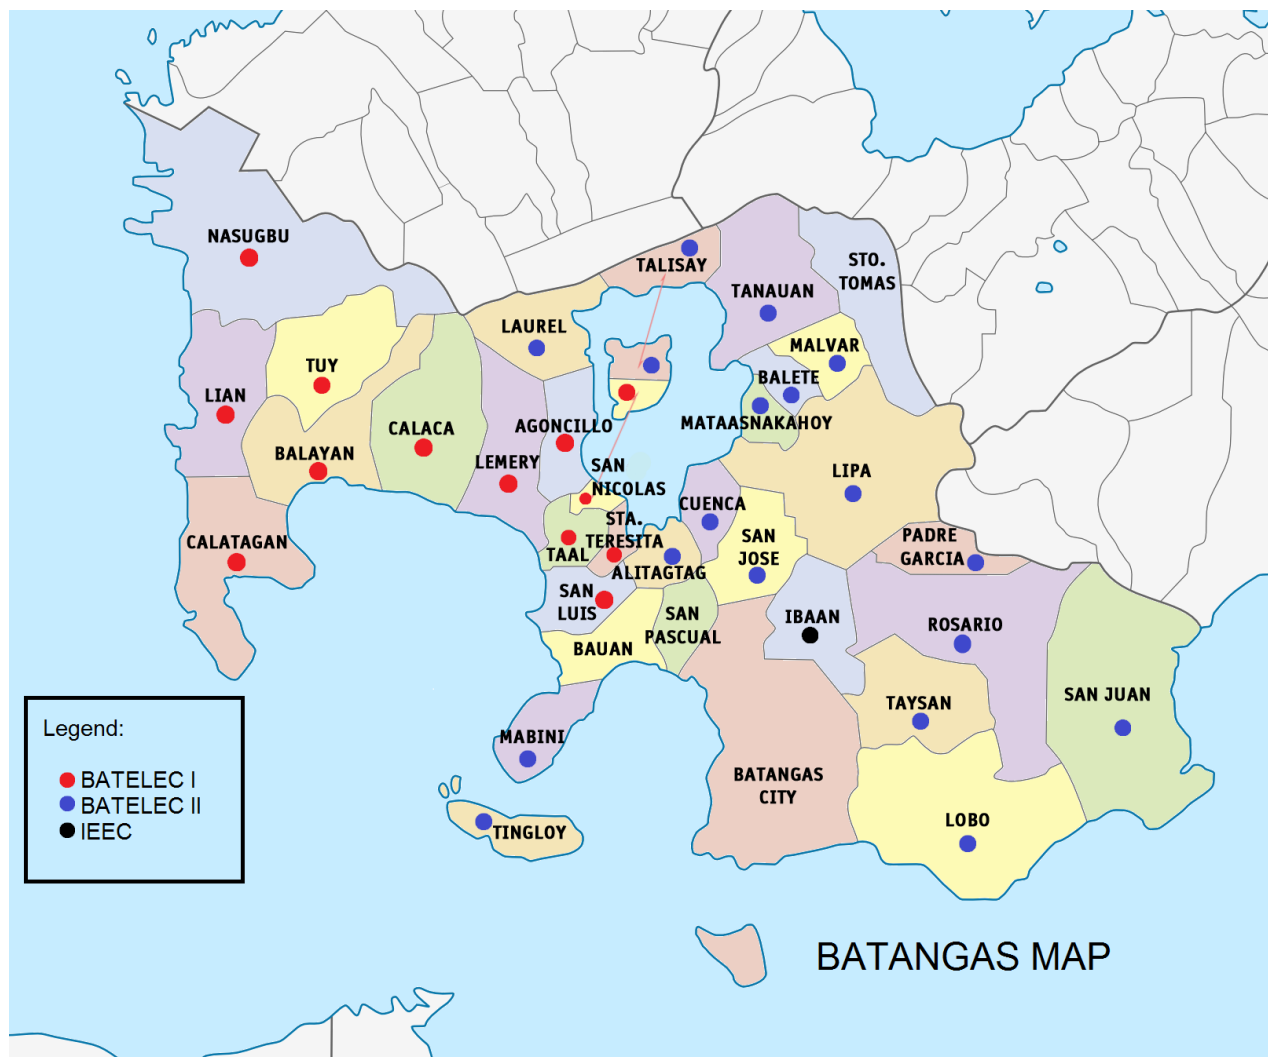 NASUGBU
TALISAY
STO.
TOMAS
TANAUAN
LAUREL
MALVAR
TUY
BALETE
LIAN
MATAASNAKAHOY
CALACA
AGONCILLO
BALAYAN
LEMERY
SAN
NICOLAS
LIPA
CUENCA
STA.
TERESITA
CALATAGAN
TAAL
SAN
JOSE
PADRE
GARCIA
ALITAGTAG
SAN
LUIS
SAN
PASCUAL
IBAAN
ROSARIO
BAUAN
SAN JUAN
TAYSAN
MABINI
BATANGAS
CITY
TINGLOY
LOBO
Legend:
BATELEC I
BATELEC II
IEEC
BATANGAS MAP